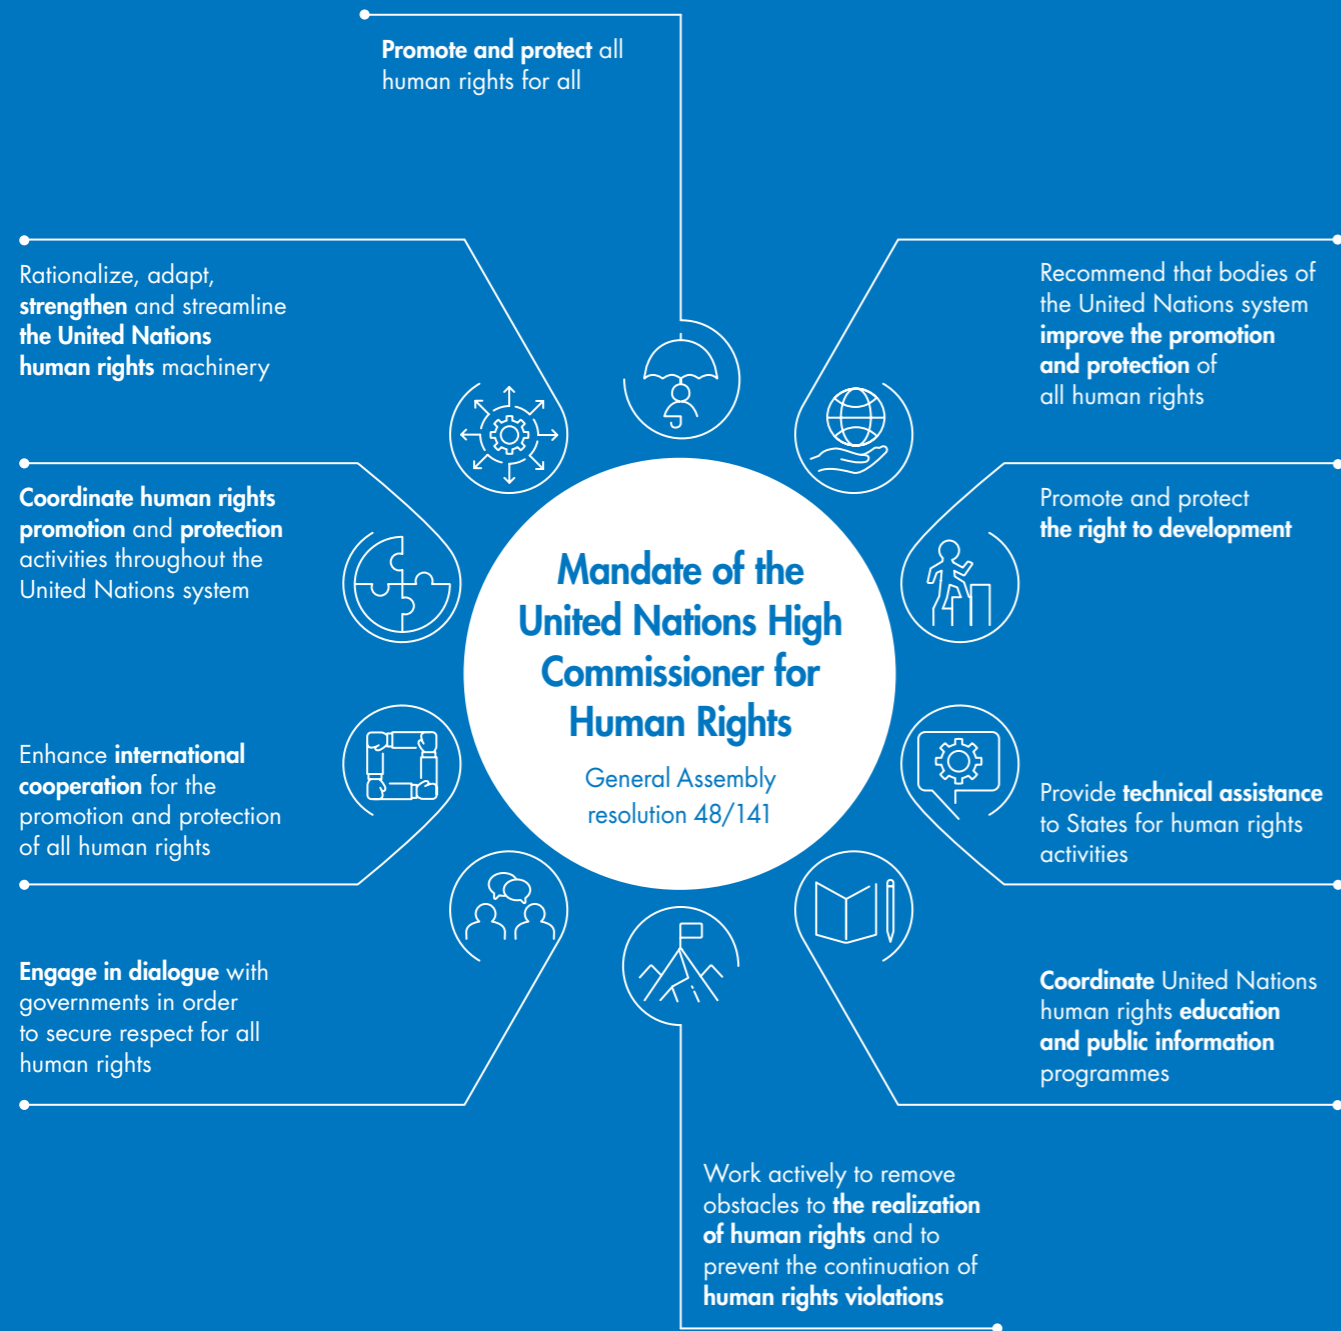 Promote and protect all
human rights for all
Rationalize, adapt,
strengthen and streamline
the United Nations
human rights machinery
Recommend that bodies of
the United Nations system
improve the promotion
and protection of
all human rights
Coordinate human rights
promotion and protection
activities throughout the
United Nations system
Promote and protect
the right to development
Mandate of the
United Nations High
Commissioner for
Human Rights
General Assembly
resolution 48/141
Enhance international
cooperation for the
promotion and protection
of all human rights
Provide technical assistance
to States for human rights
activities
Engage in dialogue with
governments in order
to secure respect for all
human rights
Coordinate United Nations
human rights education
and public information
programmes
Work actively to remove
obstacles to the realization
of human rights and to
prevent the continuation of
human rights violations